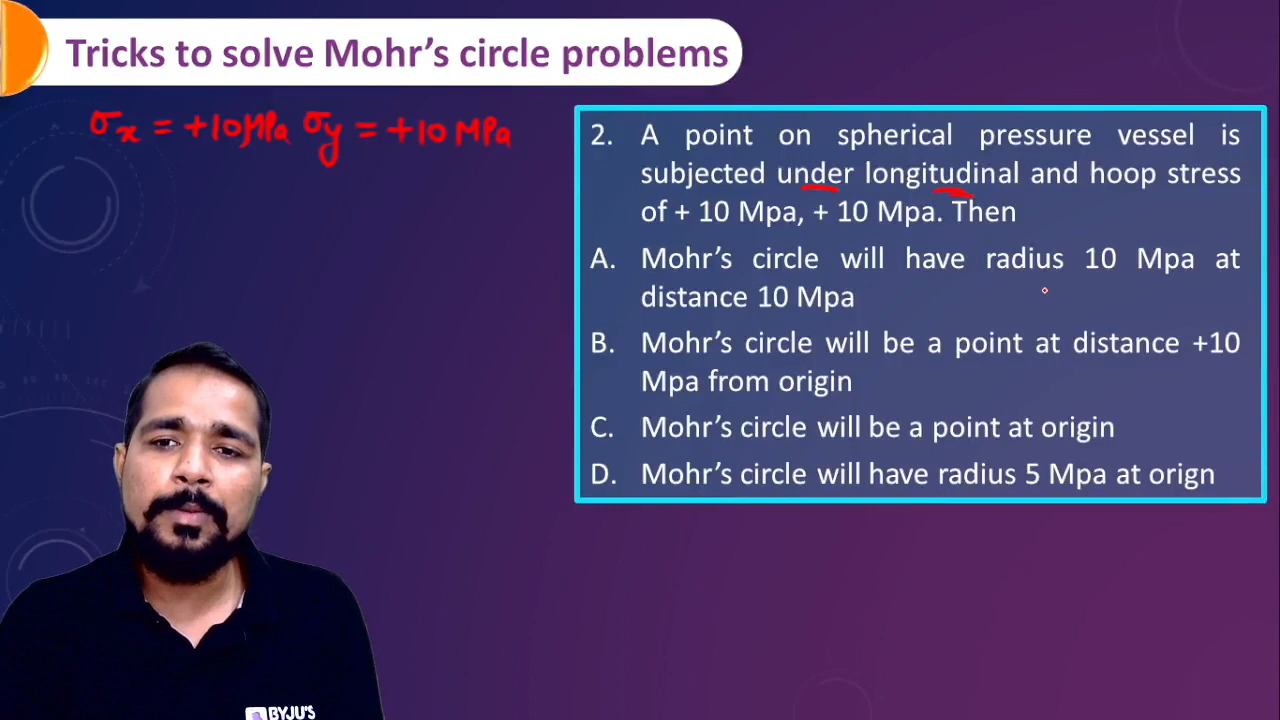 Tricks to solve Mohr’s circle problems
σx = +10MPa σy = +10 MPa
2. A point on spherical pressure vessel is
subjected under longitudinal and hoop stress
of + 10 Mpa, + 10 Mpa. Then
A. Mohr’s circle will have radius 10 Mpa at
distance 10 Mpa
B. Mohr’s circle will be a point at distance +10
Mpa from origin
C. Mohr’s circle will be a point at origin
D. Mohr’s circle will have radius 5 Mpa at orign
BYJU'S